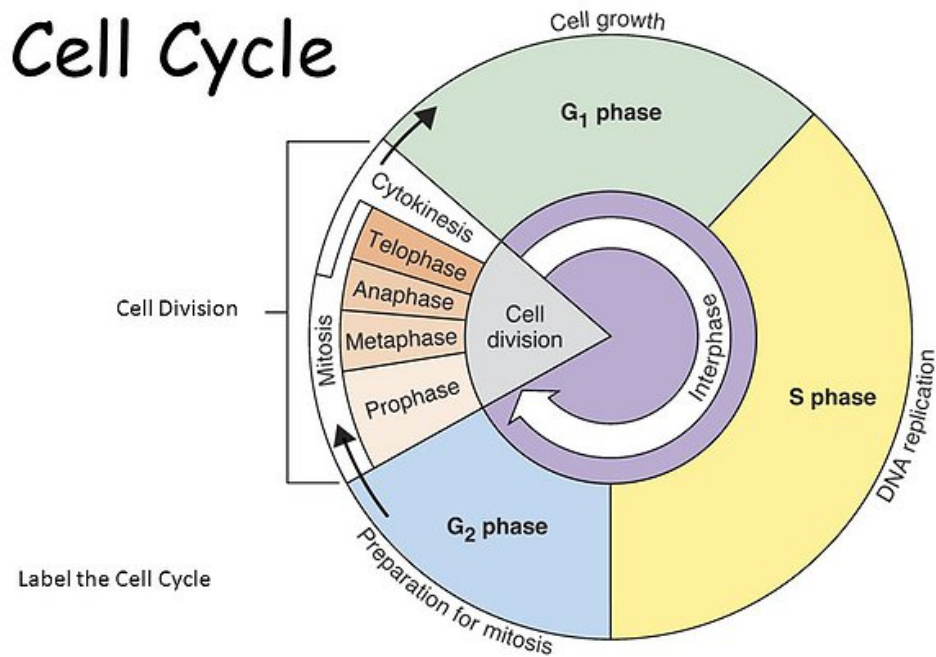 Cell Cycle
Cell growth
G₁ phase
Cytokinesis
Telophase
Anaphase
Metaphase
Prophase
Mitosis
Cell Division
Cell
division
Interphase
S phase
DNA replication
G₂ phase
Preparation for mitosis
Label the Cell Cycle